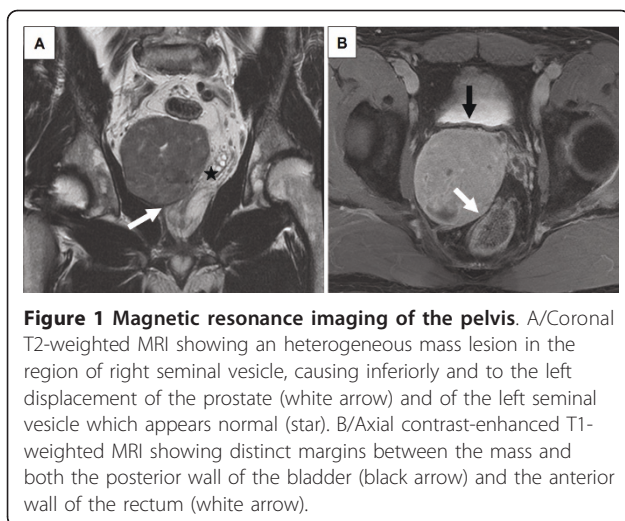 A
B
Figure 1 Magnetic resonance imaging of the pelvis. A/Coronal
T2-weighted MRI showing an heterogeneous mass lesion in the
region of right seminal vesicle, causing inferiorly and to the left
displacement of the prostate (white arrow) and of the left seminal
vesicle which appears normal (star). B/Axial contrast-enhanced T1-
weighted MRI showing distinct margins between the mass and
both the posterior wall of the bladder (black arrow) and the anterior
wall of the rectum (white arrow).